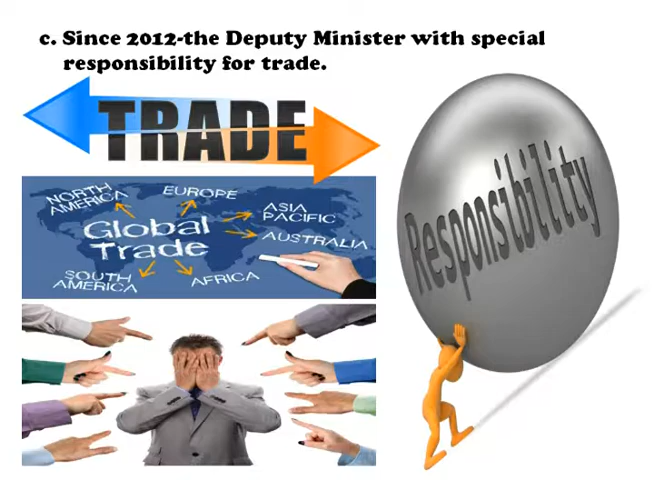 c. Since 2012-the Deputy Minister with special
responsibility for trade.
TRADE
NORTH
AMERICA
EUROPE
ASIA
PACIFIC
Global
Trade
AUSTRALIA
SOUTH
AMERICA
AFRICA
Responsibility